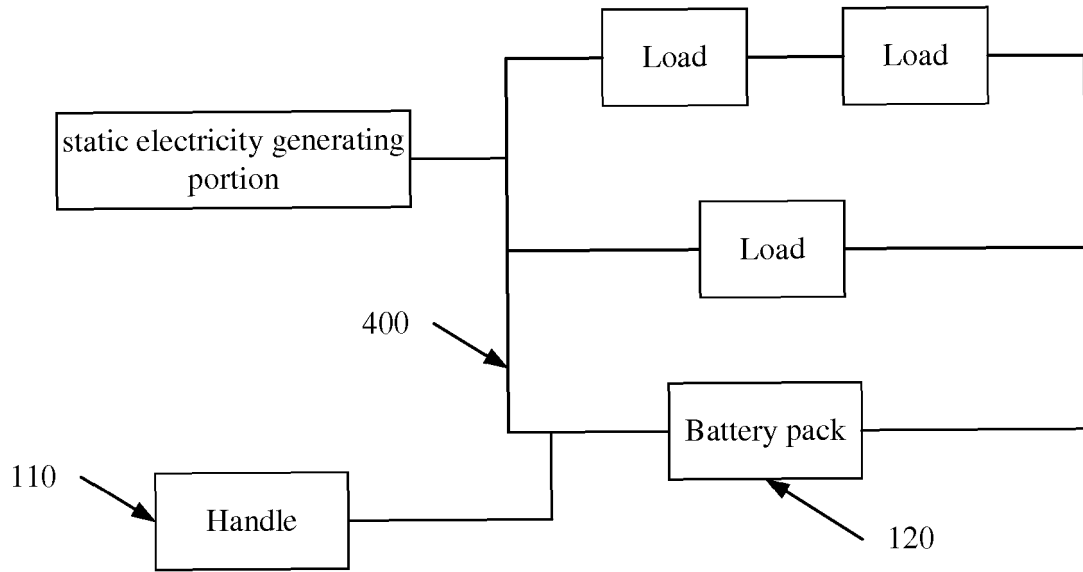 Load
Load
static electricity generating
portion
Load
400
Battery pack
110
Handle
120